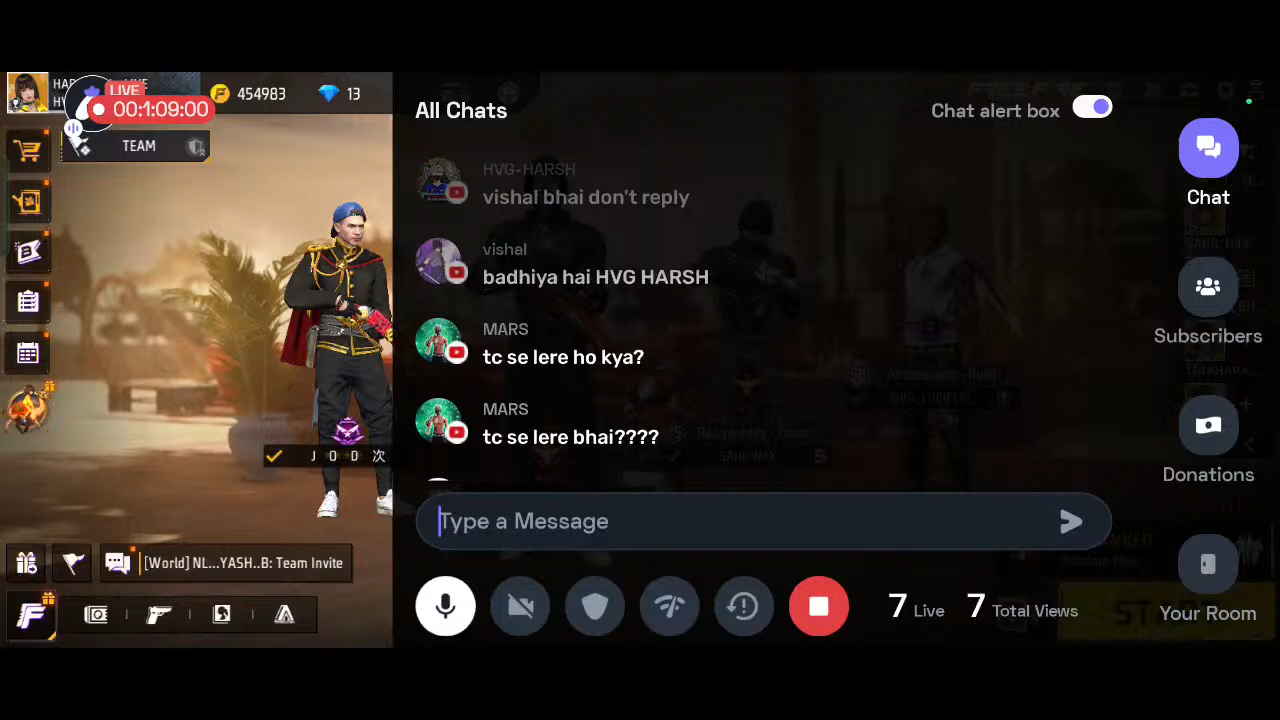 LIVE
00:1:09:00
454983
13
TEAM
J O D 次
[World] NL...YASH..B: Team Invite
All Chats
Chat alert box
HVG-HARSH
vishal bhai don't reply
vishal
badhiya hai HVG HARSH
MARS
tc se lere ho kya?
MARS
tc se lere bhai????
Type a Message
7 Live
7 Total Views
Chat
Subscribers
Donations
Your Room